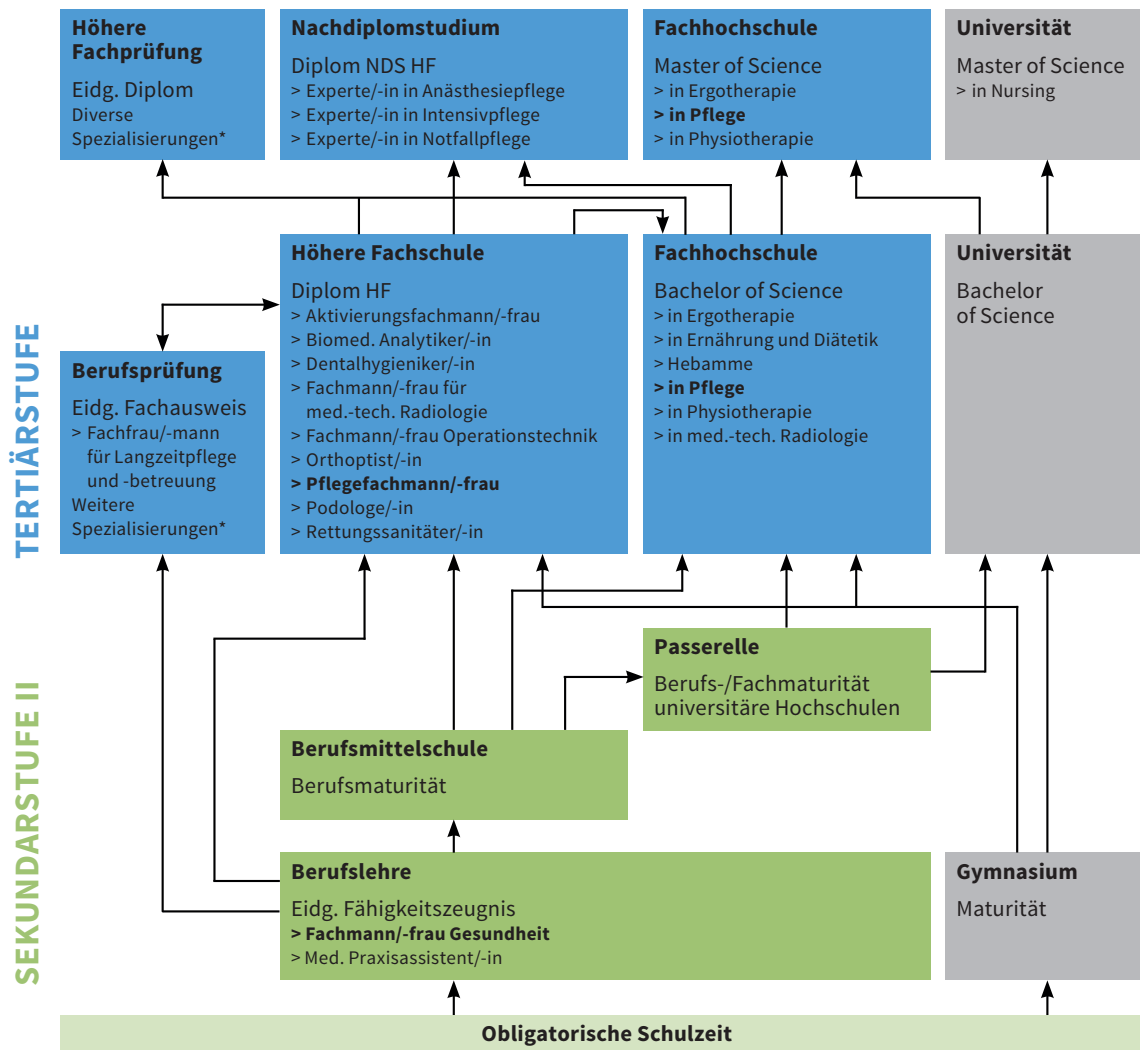 Höhere
Fachprüfung
Eidg. Diplom
Diverse
Spezialisierungen*
Nachdiplomstudium
Diplom NDS HF
> Experte/-in in Anästhesiepflege
> Experte/-in in Intensivpflege
> Experte/-in in Notfallpflege
Fachhochschule
Master of Science
> in Ergotherapie
> in Pflege
> in Physiotherapie
Universität
Master of Science
> in Nursing
TERTIÄRSTUFE
Berufsprüfung
Eidg. Fachausweis
> Fachfrau/-mann
für Langzeitpflege
und -betreuung
Weitere
Spezialisierungen*
Höhere Fachschule
Diplom HF
> Aktivierungsfachmann/-frau
> Biomed. Analytiker/-in
> Dentalhygieniker/-in
> Fachmann/-frau für
med.-tech. Radiologie
> Fachmann/-frau Operationstechnik
> Orthoptist/-in
> Pflegefachmann/-frau
> Podologe/-in
> Rettungssanitäter/-in
Fachhochschule
Bachelor of Science
> in Ergotherapie
> in Ernährung und Diätetik
> Hebamme
> in Pflege
> in Physiotherapie
> in med.-tech. Radiologie
Universität
Bachelor
of Science
SEKUNDARSTUFE II
Passerelle
Berufs-/Fachmaturität
universitäre Hochschulen
Berufsmittelschule
Berufsmaturität
Berufslehre
Eidg. Fähigkeitszeugnis
> Fachmann/-frau Gesundheit
> Med. Praxisassistent/-in
Gymnasium
Maturität
Obligatorische Schulzeit